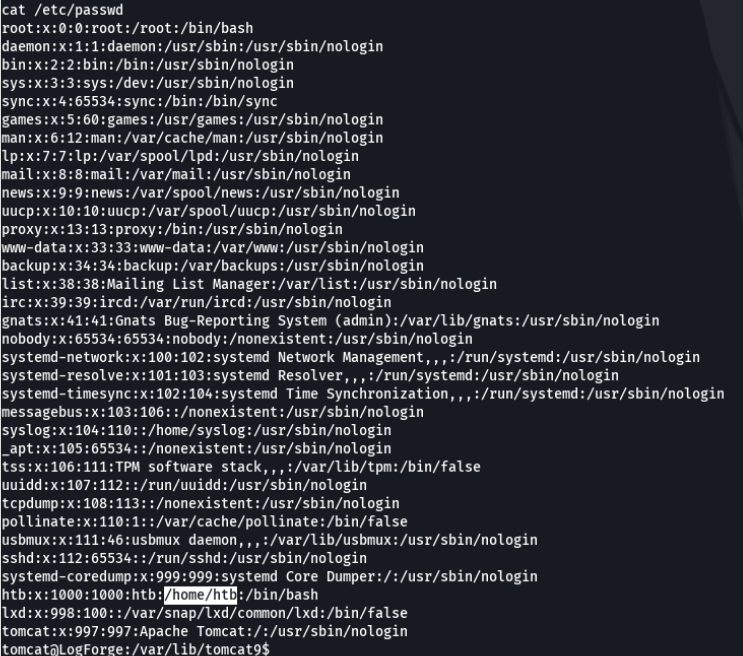 cat /etc/passwd
root:x:0:0:root:/root:/bin/bash
daemon:x:1:1:daemon:/usr/sbin:/usr/sbin/nologin
bin:x:2:2:bin:/bin:/usr/sbin/nologin
sys:x:3:3:sys:/dev:/usr/sbin/nologin
sync:x:4:65534:sync:/bin:/bin/sync
games:x:5:60:games:/usr/games:/usr/sbin/nologin
man:x:6:12:man:/var/cache/man:/usr/sbin/nologin
lp:x:7:7:lp:/var/spool/lpd:/usr/sbin/nologin
mail:x:8:8:mail:/var/mail:/usr/sbin/nologin
news:x:9:9:news:/var/spool/news:/usr/sbin/nologin
uucp:x:10:10:uucp:/var/spool/uucp:/usr/sbin/nologin
proxy:x:13:13:proxy:/bin:/usr/sbin/nologin
www-data:x:33:33:www-data:/var/www:/usr/sbin/nologin
backup:x:34:34:backup:/var/backups:/usr/sbin/nologin
list:x:38:38:Mailing List Manager:/var/list:/usr/sbin/nologin
irc:x:39:39:ircd:/var/run/ircd:/usr/sbin/nologin
gnats:x:41:41:Gnats Bug-Reporting System (admin):/var/lib/gnats:/usr/sbin/nologin
nobody:x:65534:65534:nobody:/nonexistent:/usr/sbin/nologin
systemd-network:x:100:102:systemd Network Management,,,:/run/systemd:/usr/sbin/nologin
systemd-resolve:x:101:103:systemd Resolver,,,:/run/systemd:/usr/sbin/nologin
systemd-timesync:x:102:104:systemd Time Synchronization,,,:/run/systemd:/usr/sbin/nologin
messagebus:x:103:106::/nonexistent:/usr/sbin/nologin
syslog:x:104:110::/home/syslog:/usr/sbin/nologin
_apt:x:105:65534::/nonexistent:/usr/sbin/nologin
tss:x:106:111:TPM software stack,,,:/var/lib/tpm:/bin/false
uuidd:x:107:112::/run/uuidd:/usr/sbin/nologin
tcpdump:x:108:113::/nonexistent:/usr/sbin/nologin
pollinate:x:110:1::/var/cache/pollinate:/bin/false
usbmux:x:111:46:usbmux daemon,,,:/var/lib/usbmux:/usr/sbin/nologin
sshd:x:112:65534::/run/sshd:/usr/sbin/nologin
systemd-coredump:x:999:999:systemd Core Dumper:/:/usr/sbin/nologin
htb:x:1000:1000:htb:/home/htb:/bin/bash
lxd:x:998:100::/var/snap/lxd/common/lxd:/bin/false
tomcat:x:997:997:Apache Tomcat:/:/usr/sbin/nologin
tomcat@LogForge:/var/lib/tomcat9$